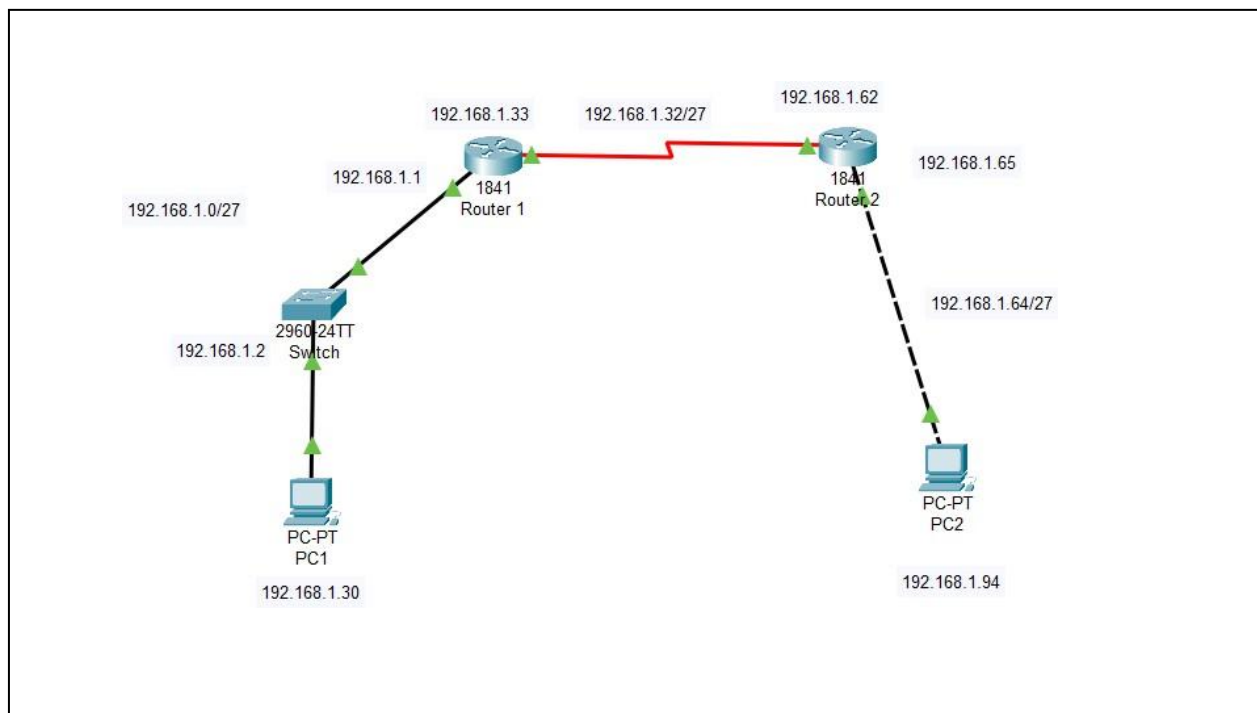 192.168.1.62
192.168.1.33
192.168.1.32/27
192.168.1.65
192.168.1.1
1841
Router 1
1841
Router 2
192.168.1.0/27
192.168.1.64/27
2960-24TT
Switch
192.168.1.2
PC-PT
PC1
192.168.1.30
PC-PT
PC2
192.168.1.94